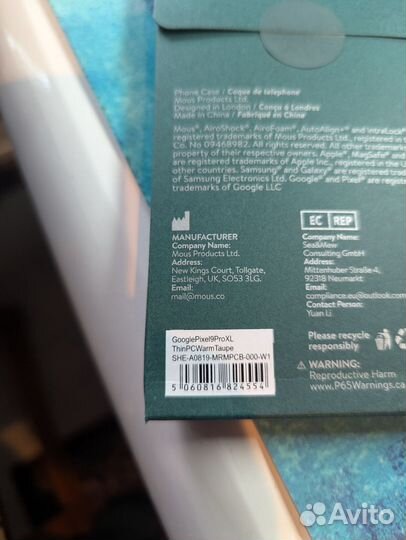 Phone Case / Coque de telephone
Mous Products Ltd.
Designed in London / Conçu à Londres
Made in China / Fabriqué en Chine
Mous®, AiroShock®, AiroFoam®, AutoAlign+® and intraLock®
registered trademarks of Mous Products Ltd., registered in
Co. No 09468982. All rights reserved. All other trademarks
property of their respective owners. Apple®, MagSafe® and
are registered trademarks of Apple Inc., registered in the U
other countries. Samsung® and Galaxy® are registered tra
of Samsung Electronics Ltd. Google® and Pixel® are regist
trademarks of Google LLC
MANUFACTURER
Company Name:
Mous Products Ltd.
Address:
New Kings Court, Tollgate,
Eastleigh, UK, SO53 3LG.
Email:
mail@mous.co
EC REP
Company Name:
Sea&Mew
Consulting GmbH
Address:
Mittenhuber Straße 4,
92318 Neumarkt
Email:
compliance.eu@outlook.com
Yuan Li
GooglePixel9ProXL
ThinPCWarmTaupe
SHE-A0819-MRMPCB-000-W1
5 060816 824554
Please recycle
responsibly
WARNING:
Reproductive Harm
www.P65Warnings.ca
Avito